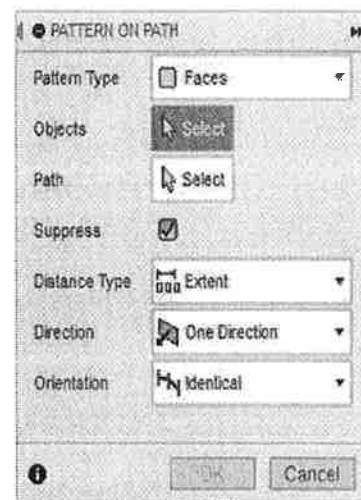 PATTERN ON PATH
Pattern Type Faces
Objects Select
Path Select
Suppress
Distance Type Extent
Direction One Direction
Orientation Identical
OK Cancel